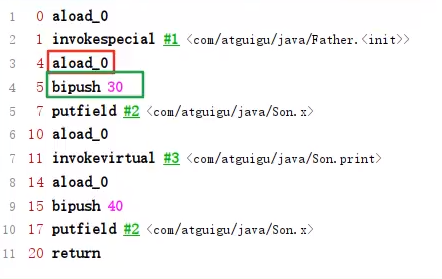 1 0 aload_0
2 1 invokespecial #1 <com/atguigu/java/Father.<init>>
3 4 aload_0
4 5 bipush 30
5 7 putfield #2 <com/atguigu/java/Son.x>
6 10 aload_0
7 11 invokevirtual #3 <com/atguigu/java/Son.print>
8 14 aload_0
9 15 bipush 40
10 17 putfield #2 <com/atguigu/java/Son.x>
11 20 return